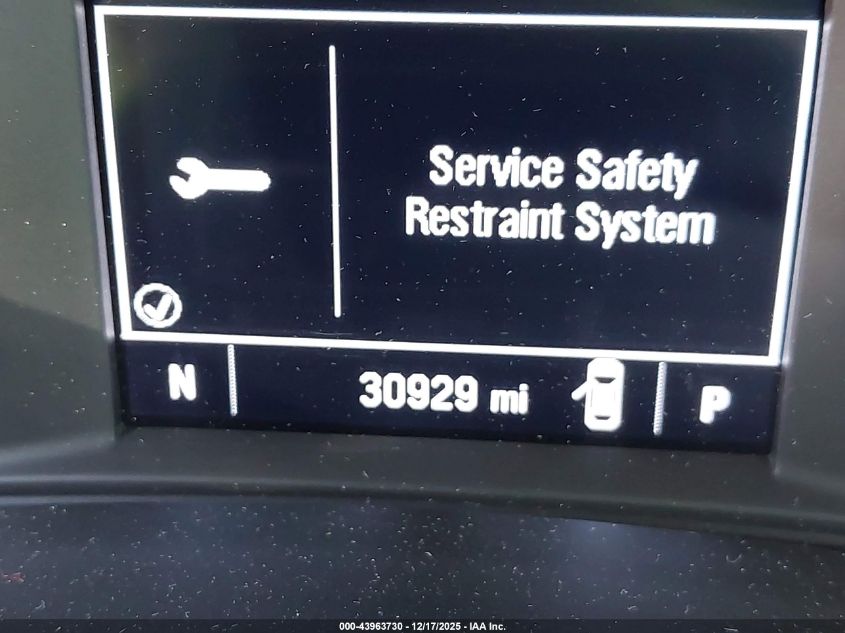 Service Safety
Restraint System
N
30929 mi
P
000-43963730 - 12/17/2025 - IAA Inc.